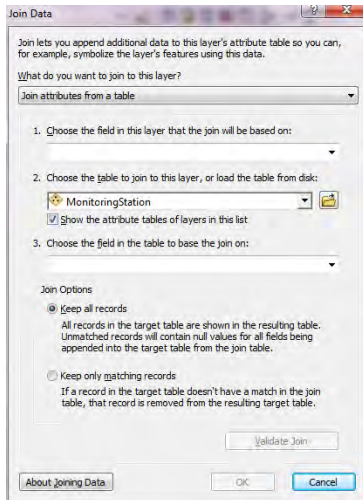 Join Data
Join lets you append additional data to this layer's attribute table so you can,
for example, symbolize the layer's features using this data.
What do you want to join to this layer?
Join attributes from a table
1. Choose the field in this layer that the join will be based on:
2. Choose the table to join to this layer, or load the table from disk:
MonitoringStation
Show the attribute tables of layers in this list
3. Choose the field in the table to base the join on:
Join Options
Keep all records
All records in the target table are shown in the resulting table.
Unmatched records will contain null values for all fields being
appended into the target table from the join table.
Keep only matching records
If a record in the target table doesn't have a match in the join
table, that record is removed from the resulting target table.
Validate Join
About Joining Data
OK
Cancel